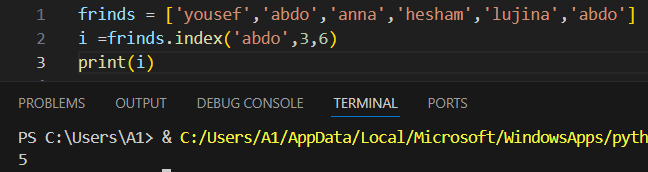 1 frinds = ['yousef','abdo','anna','hesham','lujina','abdo']
2 i =frinds.index('abdo',3,6)
3 print(i)
PROBLEMS OUTPUT DEBUG CONSOLE TERMINAL PORTS
PS C:\Users\A1> & C:/Users/A1/AppData/Local/Microsoft/WindowsApps/pyth
5